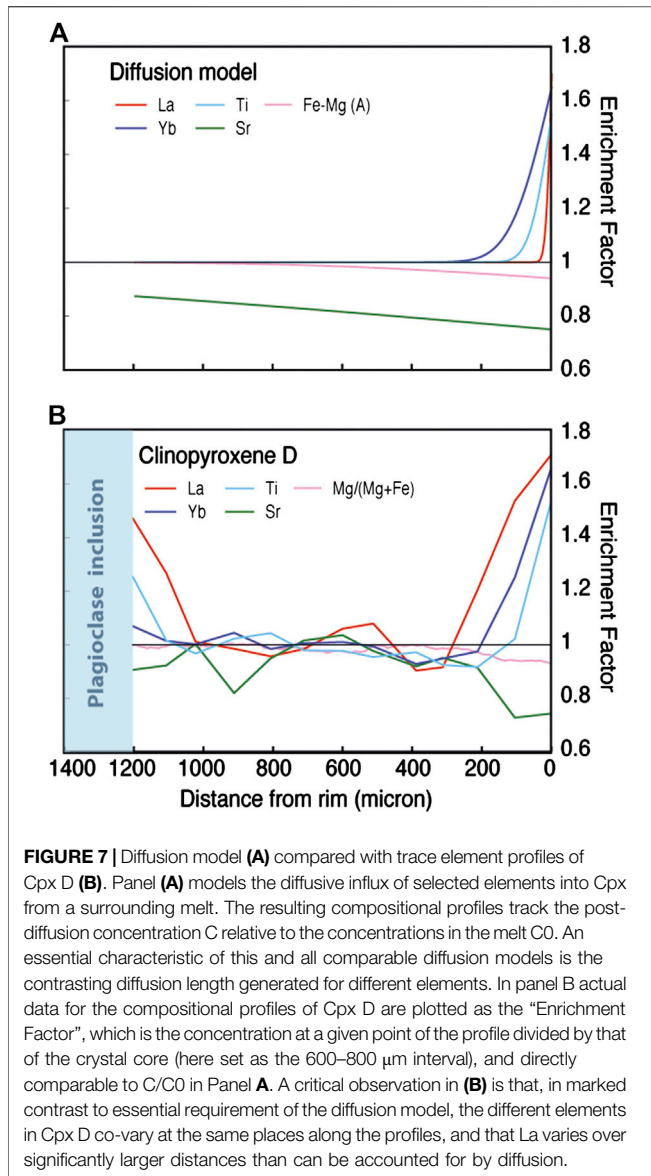 A
Diffusion model
La
Ti
Fe-Mg (A)
Yb
Sr
1.8
1.6
1.4
1.2
1
0.8
0.6
Enrichment Factor
B
Clinopyroxene D
La
Ti
Mg/(Mg+Fe)
Yb
Sr
Plagioclase inclusion
1.8
1.6
1.4
1.2
1
0.8
0.6
Enrichment Factor
1400 1200 1000 800 600 400 200 0
Distance from rim (micron)
FIGURE 7 | Diffusion model (A) compared with trace element profiles of
Cpx D (B). Panel (A) models the diffusive influx of selected elements into Cpx
from a surrounding melt. The resulting compositional profiles track the post-
diffusion concentration C relative to the concentrations in the melt C0. An
essential characteristic of this and all comparable diffusion models is the
contrasting diffusion length generated for different elements. In panel B actual
data for the compositional profiles of Cpx D are plotted as the “Enrichment
Factor”, which is the concentration at a given point of the profile divided by that
of the crystal core (here set as the 600–800 μm interval), and directly
comparable to C/C0 in Panel A. A critical observation in (B) is that, in marked
contrast to essential requirement of the diffusion model, the different elements
in Cpx D co-vary at the same places along the profiles, and that La varies over
significantly larger distances than can be accounted for by diffusion.